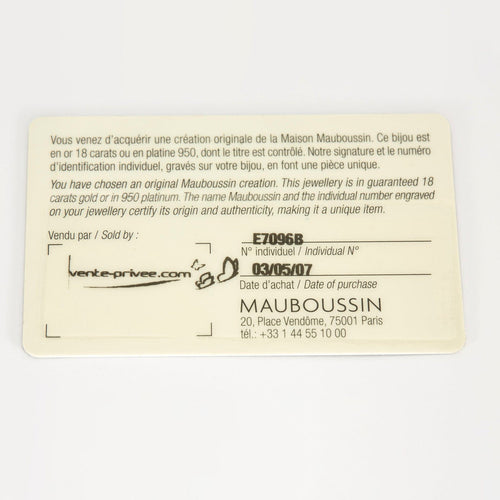 Vous venez d'acquérir une création originale de la Maison Mauboussin. Ce bijou est
en or 18 carats ou en platine 950, dont le titre est contrôlé. Notre signature et le numéro
d'identification individuel, gravés sur votre bijou, en font une pièce unique.
You have chosen an original Mauboussin creation. This jewellery is in guaranteed 18
carats gold or in 950 platinum. The name Mauboussin and the individual number engraved
on your jewellery certify its origin and authenticity, making it a unique item.
Vendu par / Sold by :
vente-privee.com
E7096B
N° individuel / Individual N°
03/05/07
Date d'achat / Date of purchase
MAUBOUSSIN
20, Place Vendôme, 75001 Paris
tél.: +33 1 44 55 10 00